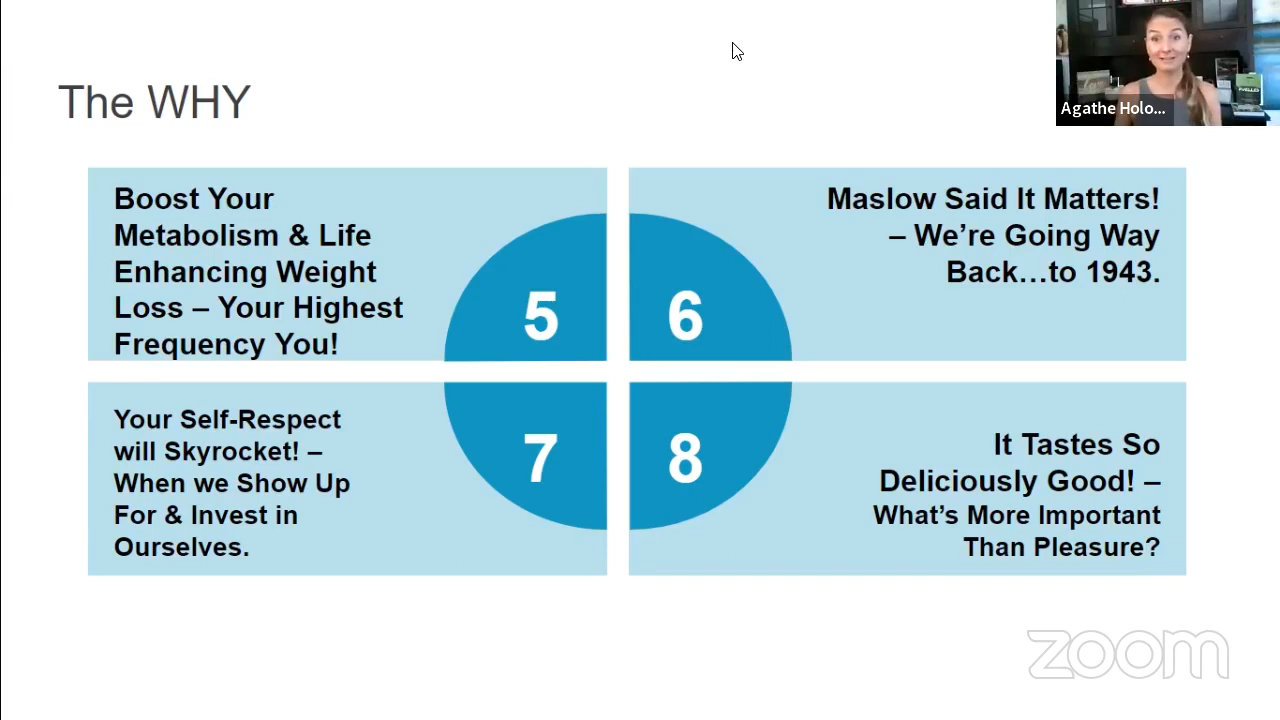 The WHY
Agathe Holo...
Boost Your
Metabolism & Life
Enhancing Weight
Loss – Your Highest
Frequency You!
5
6
Maslow Said It Matters!
– We’re Going Way
Back…to 1943.
Your Self-Respect
will Skyrocket! –
When we Show Up
For & Invest in
Ourselves.
7
8
It Tastes So
Deliciously Good! –
What’s More Important
Than Pleasure?
zoom